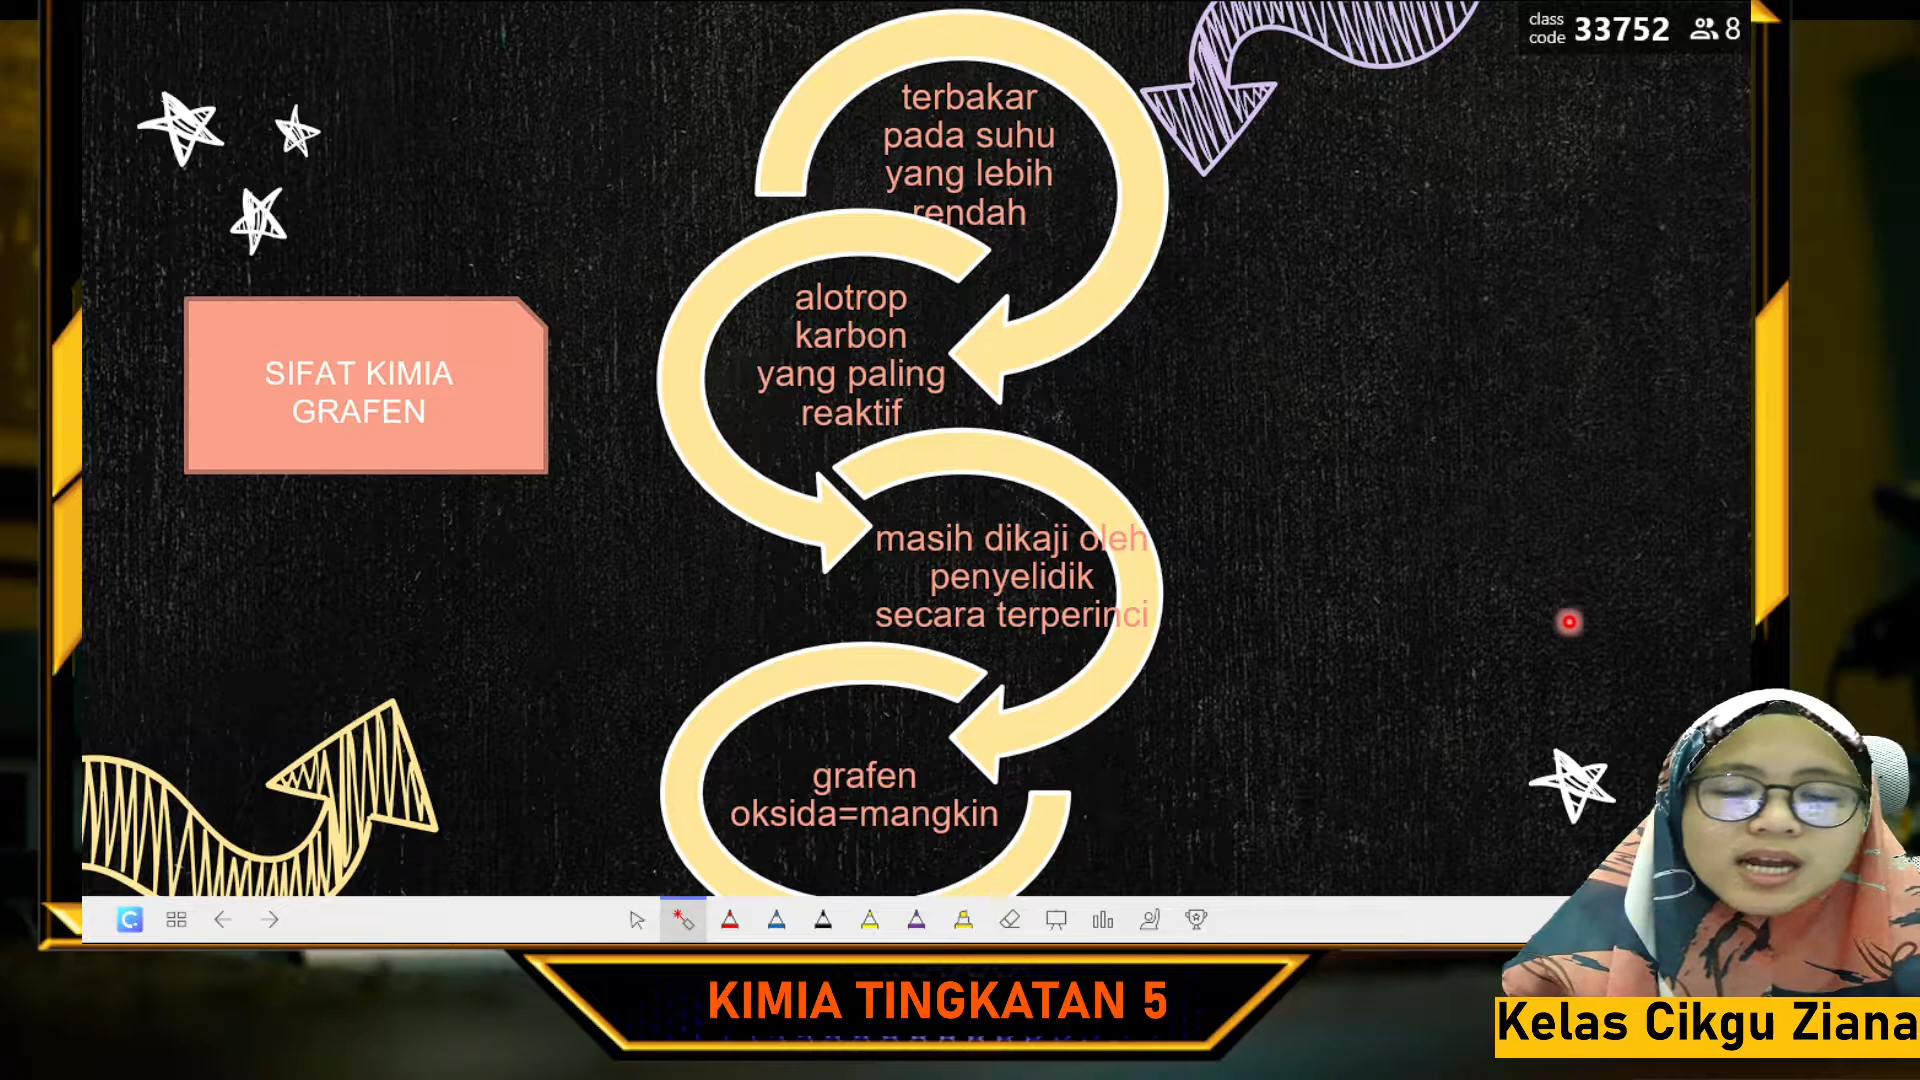 class
code 33752 8
terbakar
pada suhu
yang lebih
rendah
alotrop
karbon
yang paling
reaktif
SIFAT KIMIA
GRAFEN
masih dikaji oleh
penyelidik
secara terperinci
grafen
oksida=mangkin
KIMIA TINGKATAN 5
Kelas Cikgu Ziana